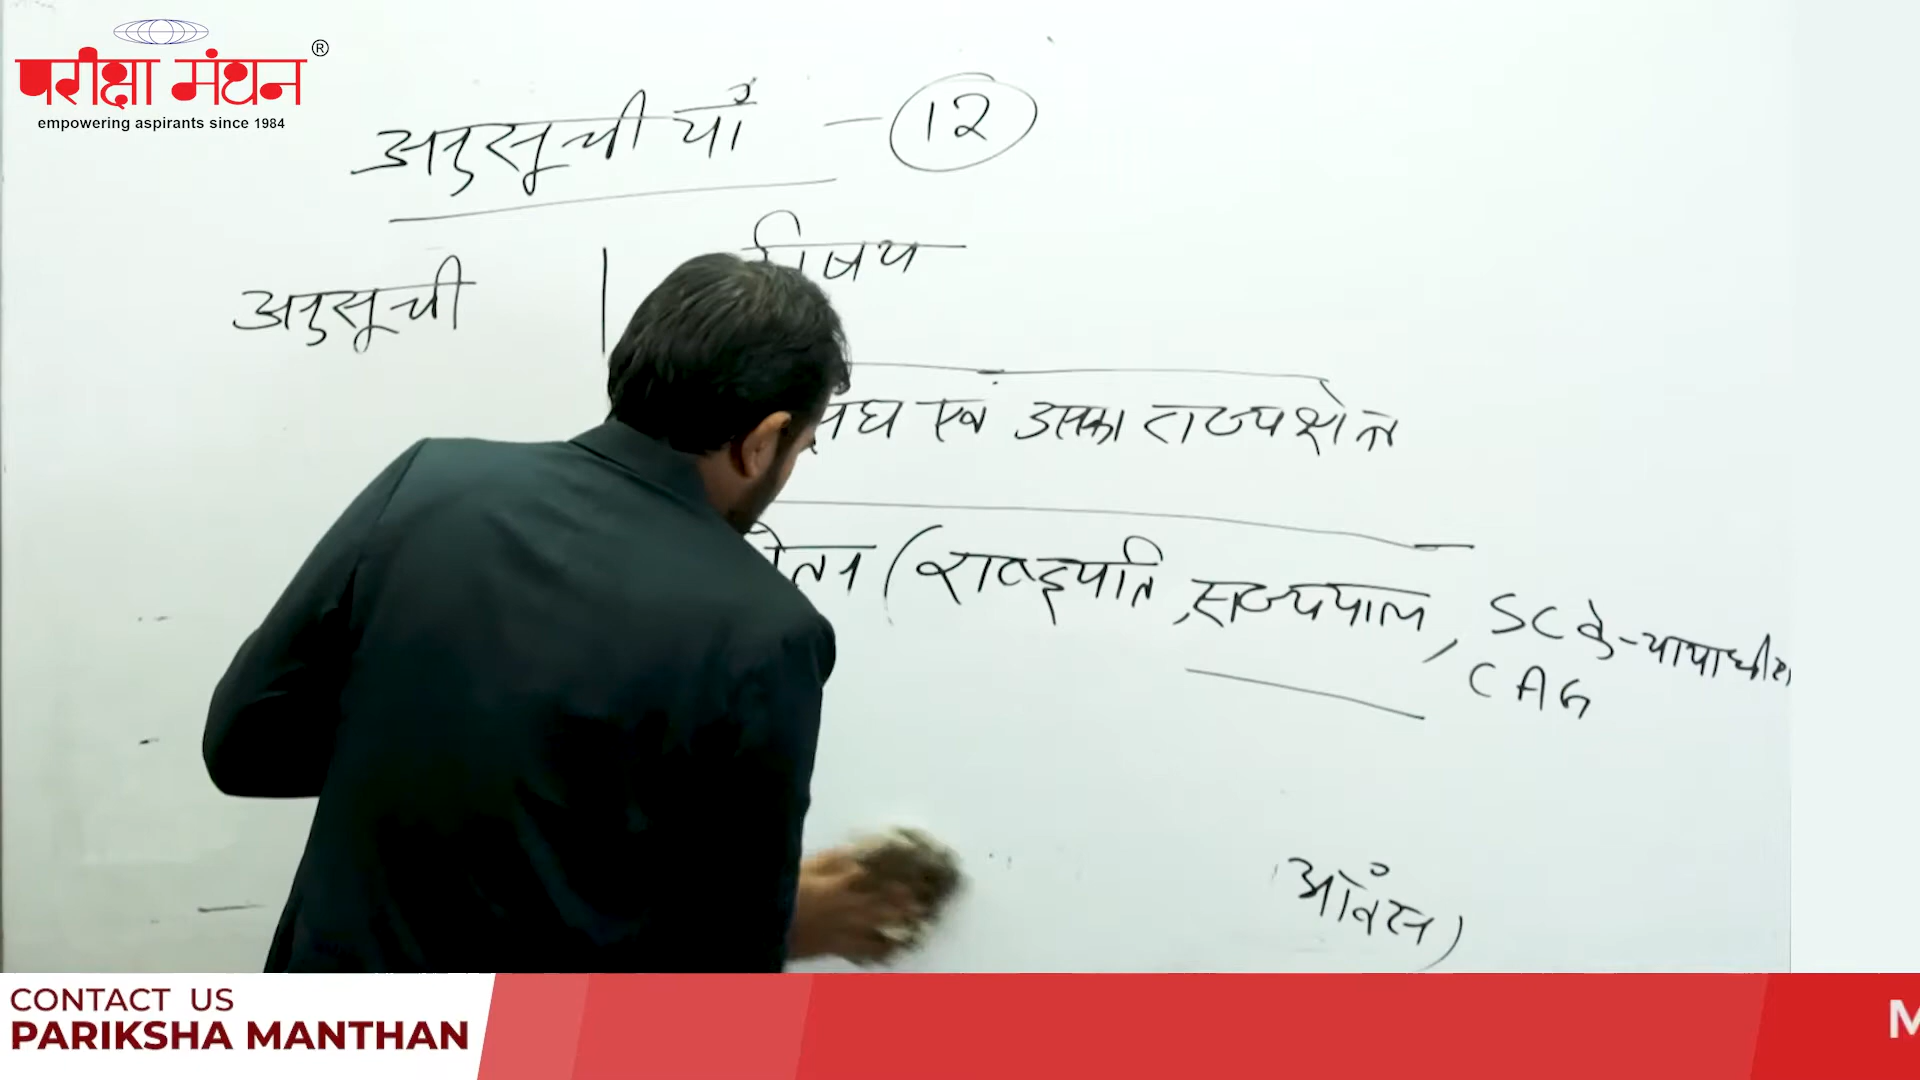 परीक्षा मंथन ®
empowering aspirants since 1984
अनुसूचीयाँ - 12
अनुसूची
एवं उसका राज्यक्षेत्र
(राष्ट्रपति, राज्यपाल, SC के न्यायाधीश
CAG
CONTACT US
PARIKSHA MANTHAN
M